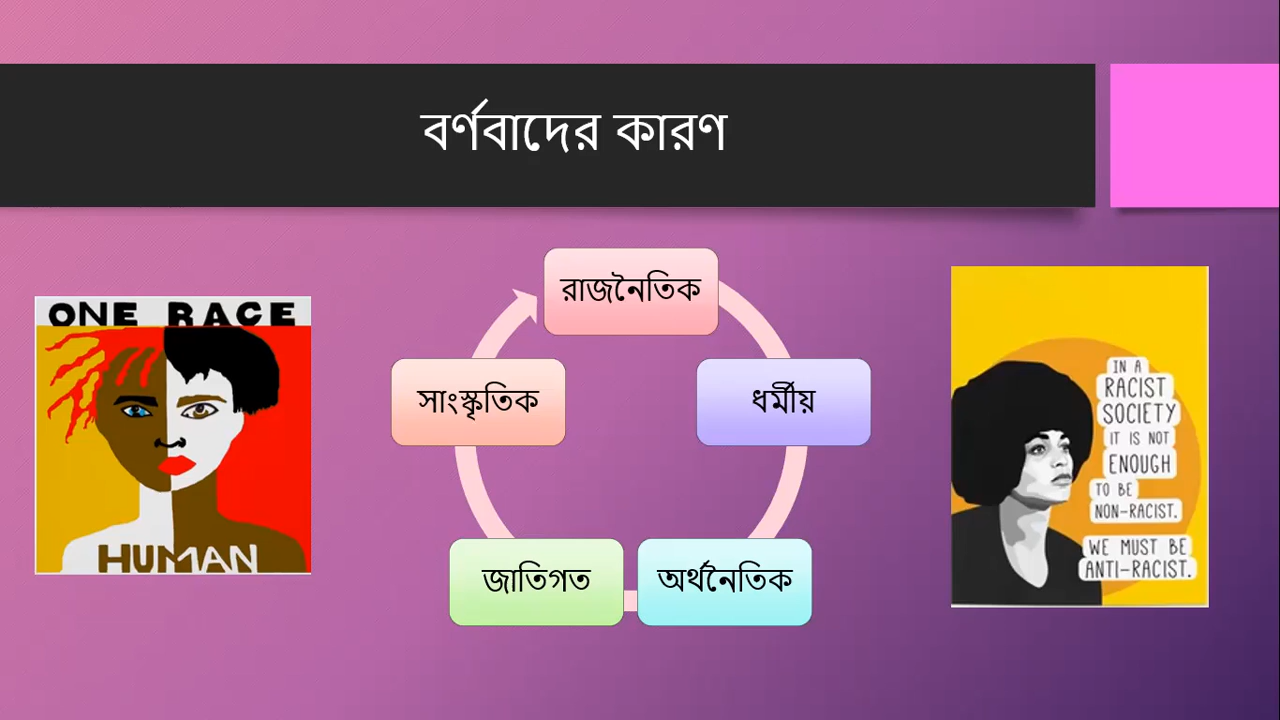 বর্ণবাদের কারণ
ONE RACE
HUMAN
রাজনৈতিক
ধর্মীয়
অর্থনৈতিক
জাতিগত
সাংস্কৃতিক
IN A
RACIST
SOCIETY
IT IS NOT
ENOUGH
TO BE
NON-RACIST.
WE MUST BE
ANTI-RACIST.